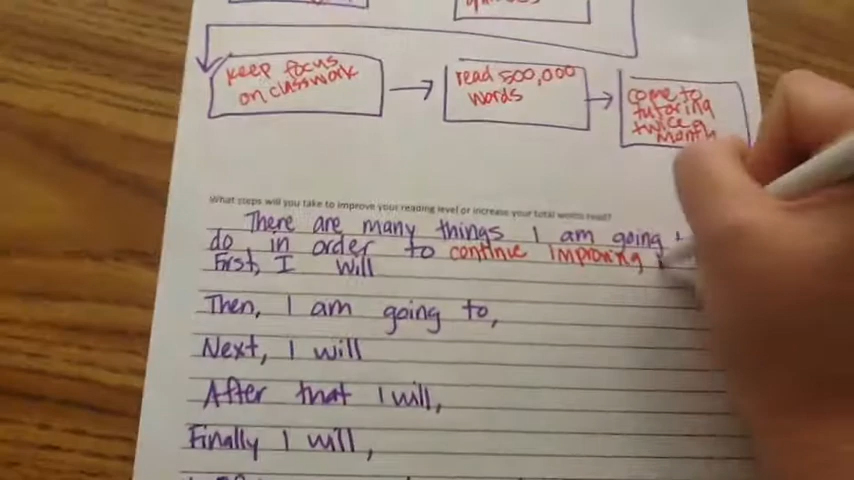 keep focus
on classwork
read 500,000
words
come to
tutoring
twice a
month
What steps will you take to improve your reading level or increase your total words read?
There are many things I am going
do in order to continue improving
First, I will
Then, I am going to,
Next, I will
After that I will,
Finally I will,